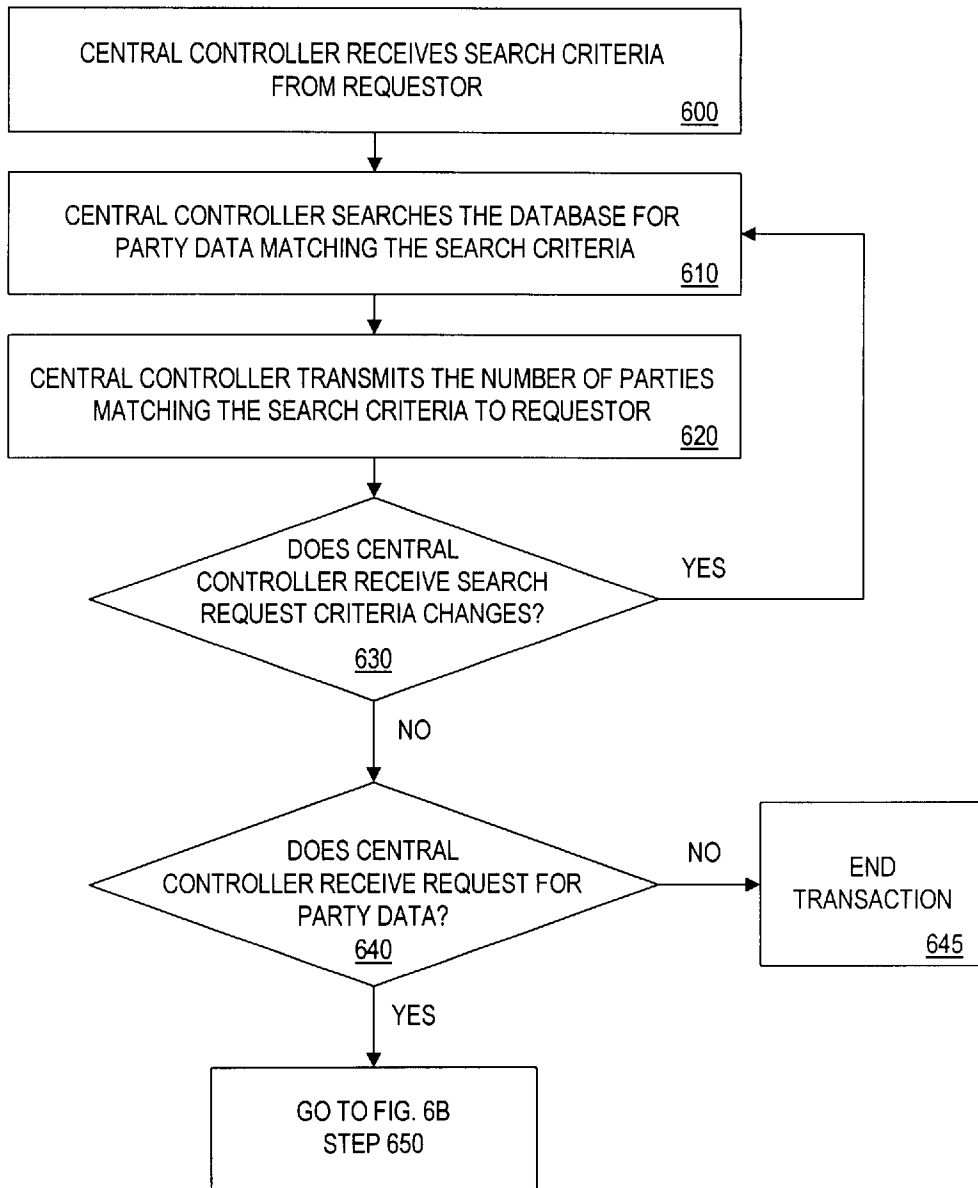 CENTRAL CONTROLLER RECEIVES SEARCH CRITERIA
FROM REQUESTOR
600
CENTRAL CONTROLLER SEARCHES THE DATABASE FOR
PARTY DATA MATCHING THE SEARCH CRITERIA
610
CENTRAL CONTROLLER TRANSMITS THE NUMBER OF PARTIES
MATCHING THE SEARCH CRITERIA TO REQUESTOR
620
DOES CENTRAL
CONTROLLER RECEIVE SEARCH
REQUEST CRITERIA CHANGES?
630
YES
NO
DOES CENTRAL
CONTROLLER RECEIVE REQUEST FOR
PARTY DATA?
640
NO
END
TRANSACTION
645
YES
GO TO FIG. 6B
STEP 650